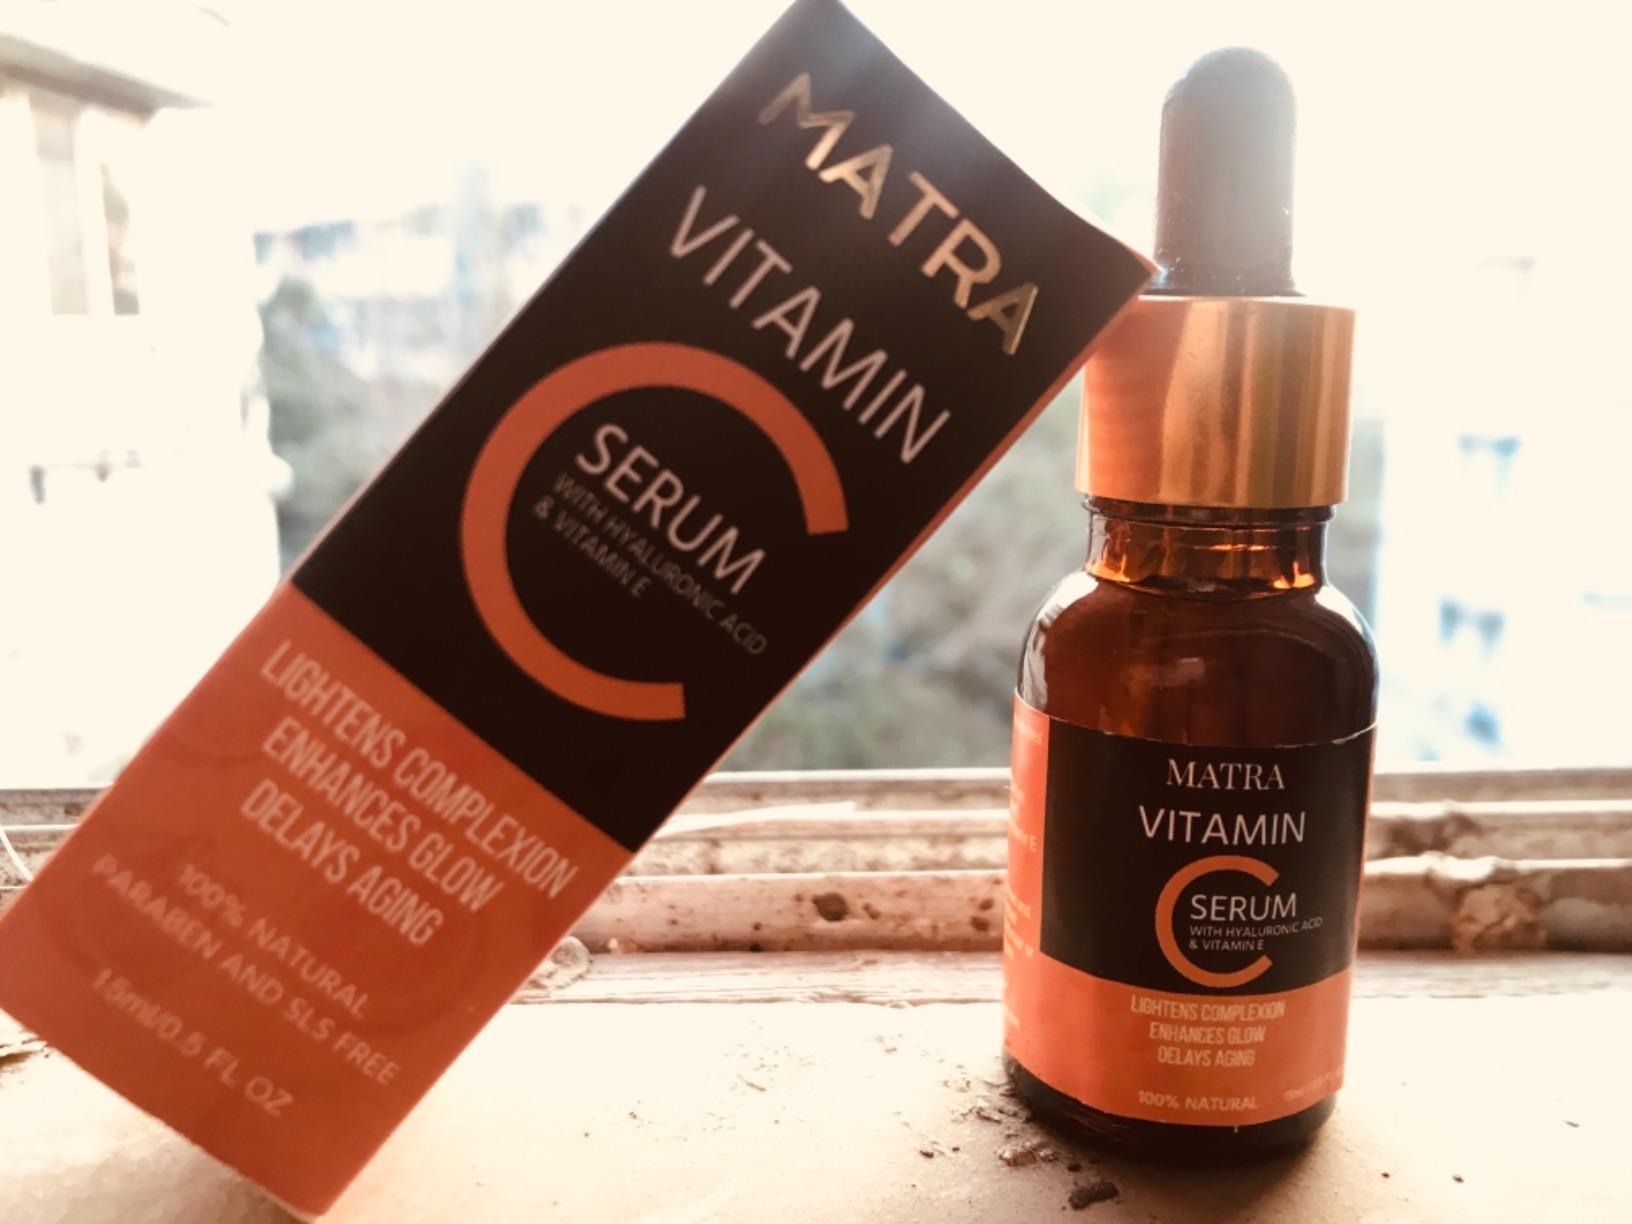 MATRA
VITAMIN
C
SERUM
WITH HYALURONIC ACID
& VITAMIN E
LIGHTENS COMPLEXION
ENHANCES GLOW
DELAYS AGING
100% NATURAL
PARABEN AND SLS FREE
15ml/0.5 FL OZ
MATRA
VITAMIN
C
SERUM
WITH HYALURONIC ACID
& VITAMIN E
LIGHTENS COMPLEXION
ENHANCES GLOW
DELAYS AGING
100% NATURAL